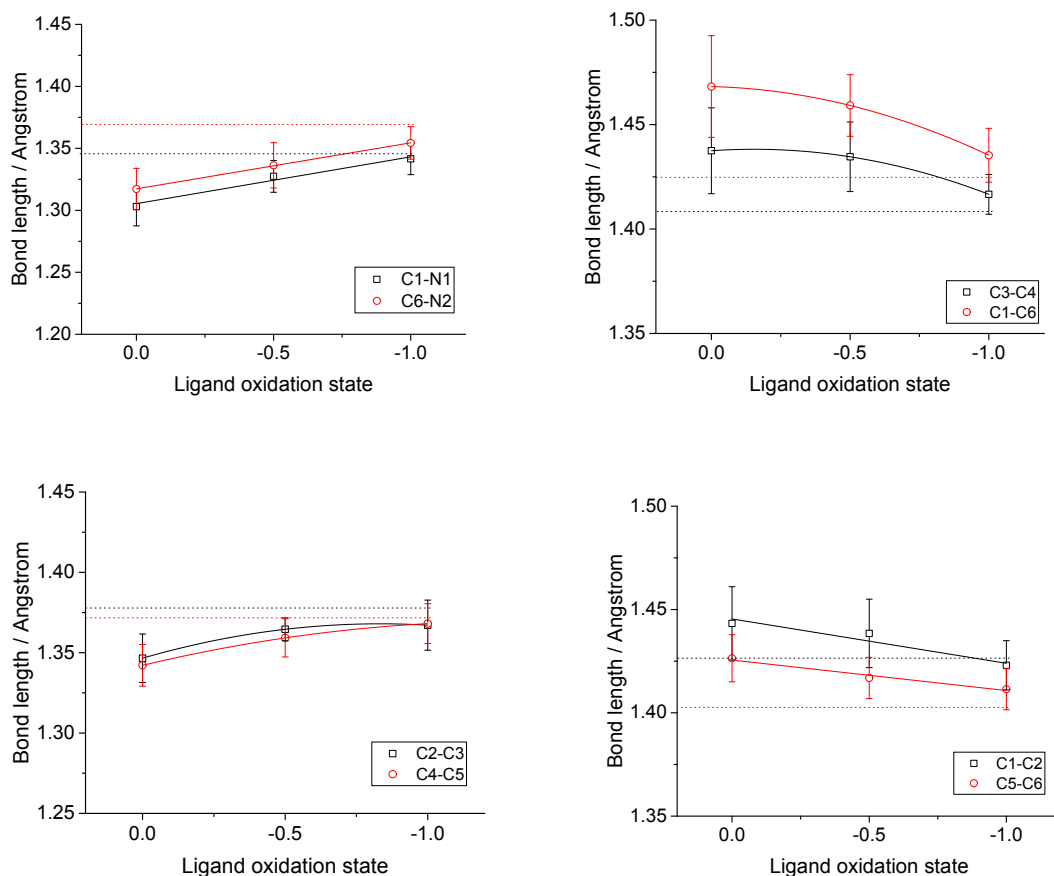 Bond length / Angstrom
1.45
1.40
1.35
1.30
1.25
1.20
C1-N1
C6-N2
0.0
-0.5
-1.0
Ligand oxidation state
Bond length / Angstrom
1.50
1.45
1.40
1.35
C3-C4
C1-C6
0.0
-0.5
-1.0
Ligand oxidation state
Bond length / Angstrom
1.45
1.40
1.35
1.30
1.25
C2-C3
C4-C5
0.0
-0.5
-1.0
Ligand oxidation state
Bond length / Angstrom
1.50
1.45
1.40
1.35
C1-C2
C5-C6
0.0
-0.5
-1.0
Ligand oxidation state